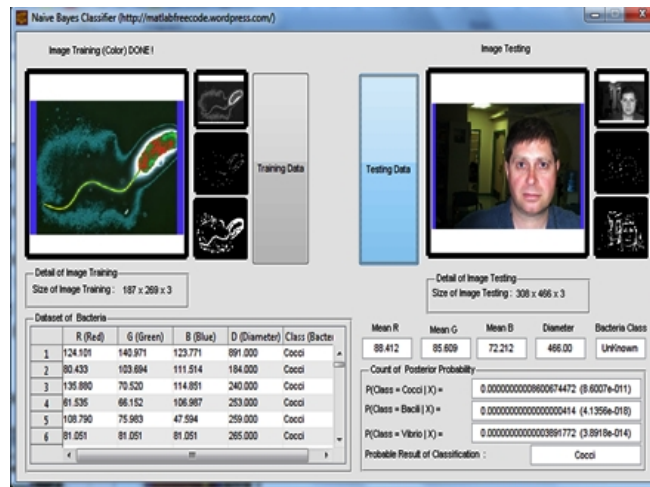 Naive Bayes Classifier (http://matlabfreecode.wordpress.com/)
Image Training (Color) DONE !
Image Testing
Training Data
Testing Data
Detail of Image Training
Size of Image Training : 187 x 269 x 3
Detail of Image Testing
Size of Image Testing : 308 x 466 x 3
Dataset of Bacteria
R (Red) G (Green) B (Blue) D (Diameter) Class (Bacter
1 124.101 140.971 123.771 891.000 Cocci
2 80.433 103.694 111.514 184.000 Cocci
3 135.880 70.520 114.851 240.000 Cocci
4 61.535 66.152 106.987 253.000 Cocci
5 108.790 75.983 47.594 259.000 Cocci
6 81.051 81.051 81.051 265.000 Cocci
Mean R Mean G Mean B Diameter Bacteria Class
88.412 85.609 72.212 466.00 UnKnown
Count of Posterior Probability
P(Class = Cocci | X) = 0.00000000008600674472 (8.6007e-011)
P(Class = Bacili | X) = 0.00000000000000000414 (4.1356e-018)
P(Class = Vibrio | X) = 0.00000000000003891772 (3.8918e-014)
Probable Result of Classification : Cocci